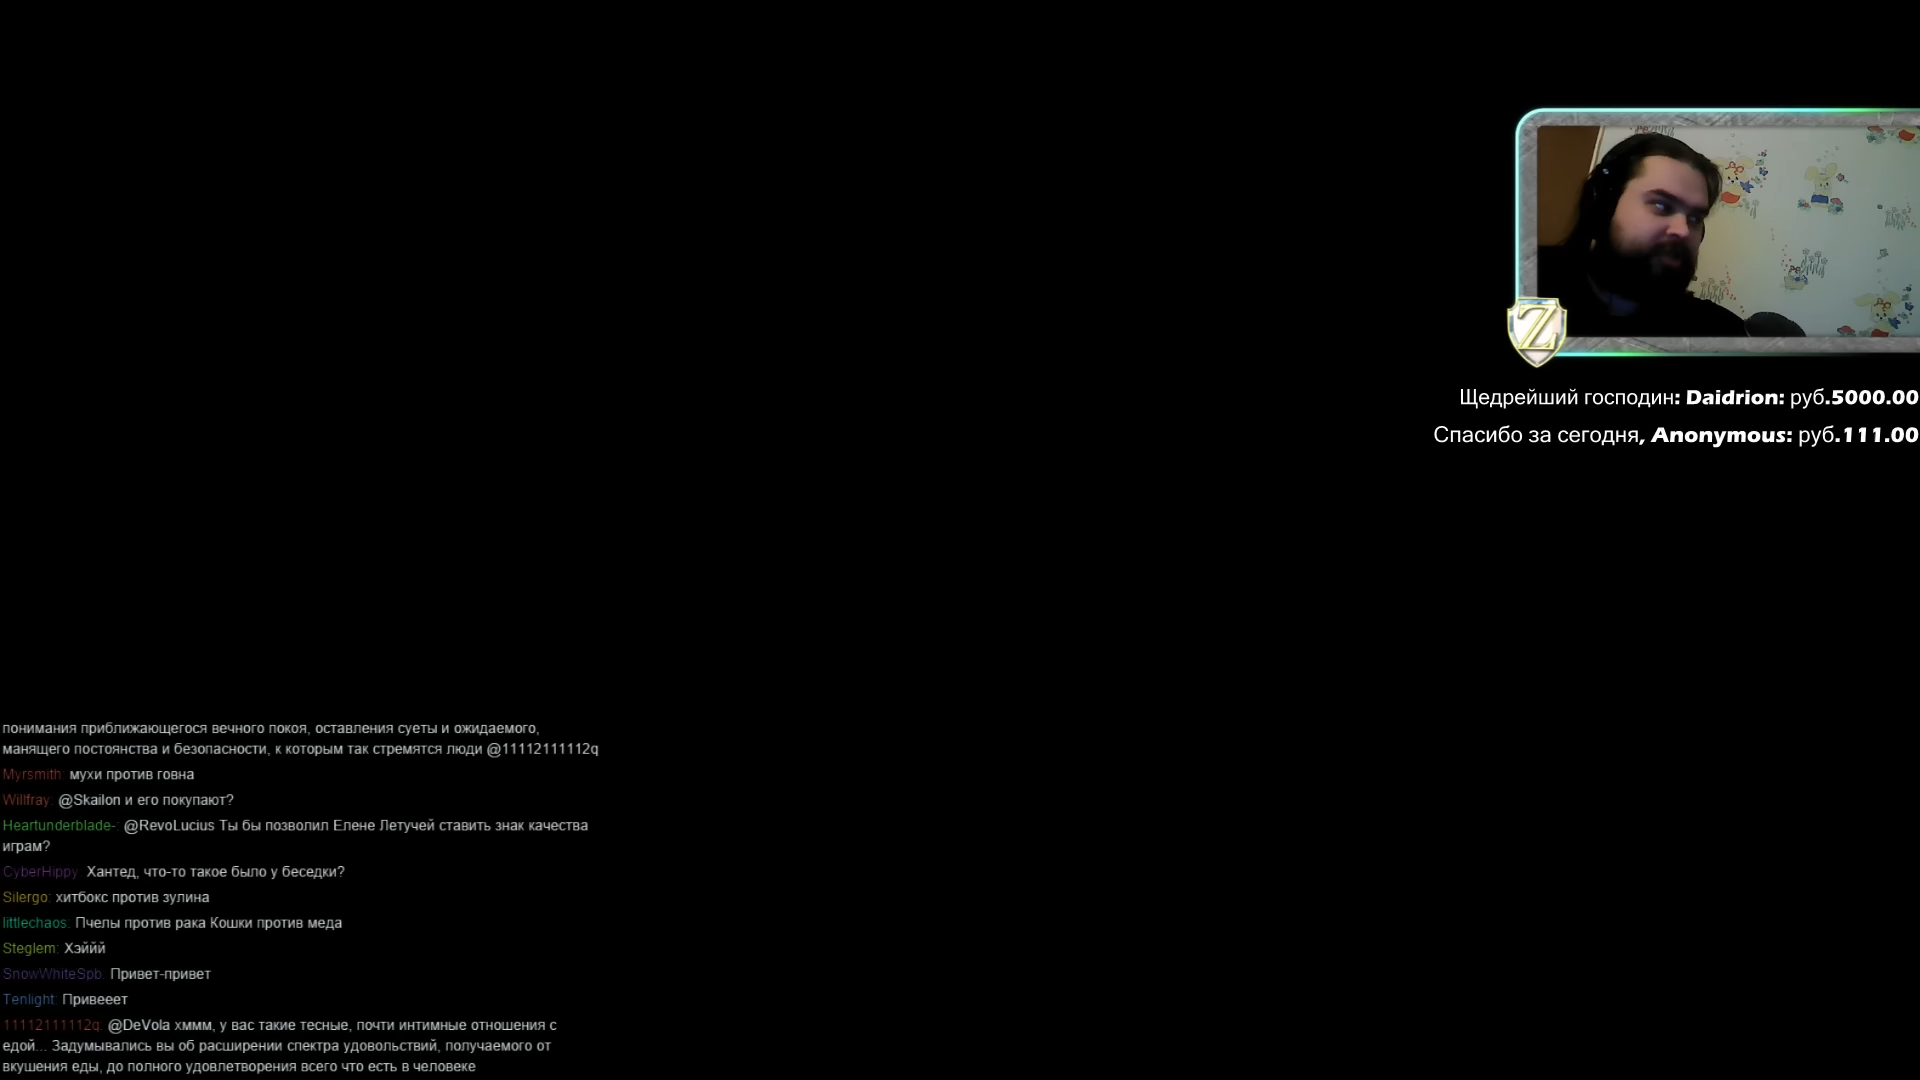 Z
Щедрейший господин: Daidrion: руб.5000.00
Спасибо за сегодня, Anonymous: руб.111.00
понимания приближающегося вечного покоя, оставления суеты и ожидаемого,
манящего постоянства и безопасности, к которым так стремятся люди @11112111112q
Myrsmith: мухи против говна
Willfray: @Skailon и его покупают?
Heartunderblade-: @RevoLucius Ты бы позволил Елене Летучей ставить знак качества
играм?
CyberHippy: Хантед, что-то такое было у беседки?
Silergo: хитбокс против зулина
littlechaos: Пчелы против рака Кошки против меда
Steglem: Хэййй
SnowWhiteSpb: Привет-привет
Tenlight: Привееет
11112111112q: @DeVola хммм, у вас такие тесные, почти интимные отношения с
едой... Задумывались вы об расширении спектра удовольствий, получаемого от
вкушения еды, до полного удовлетворения всего что есть в человеке